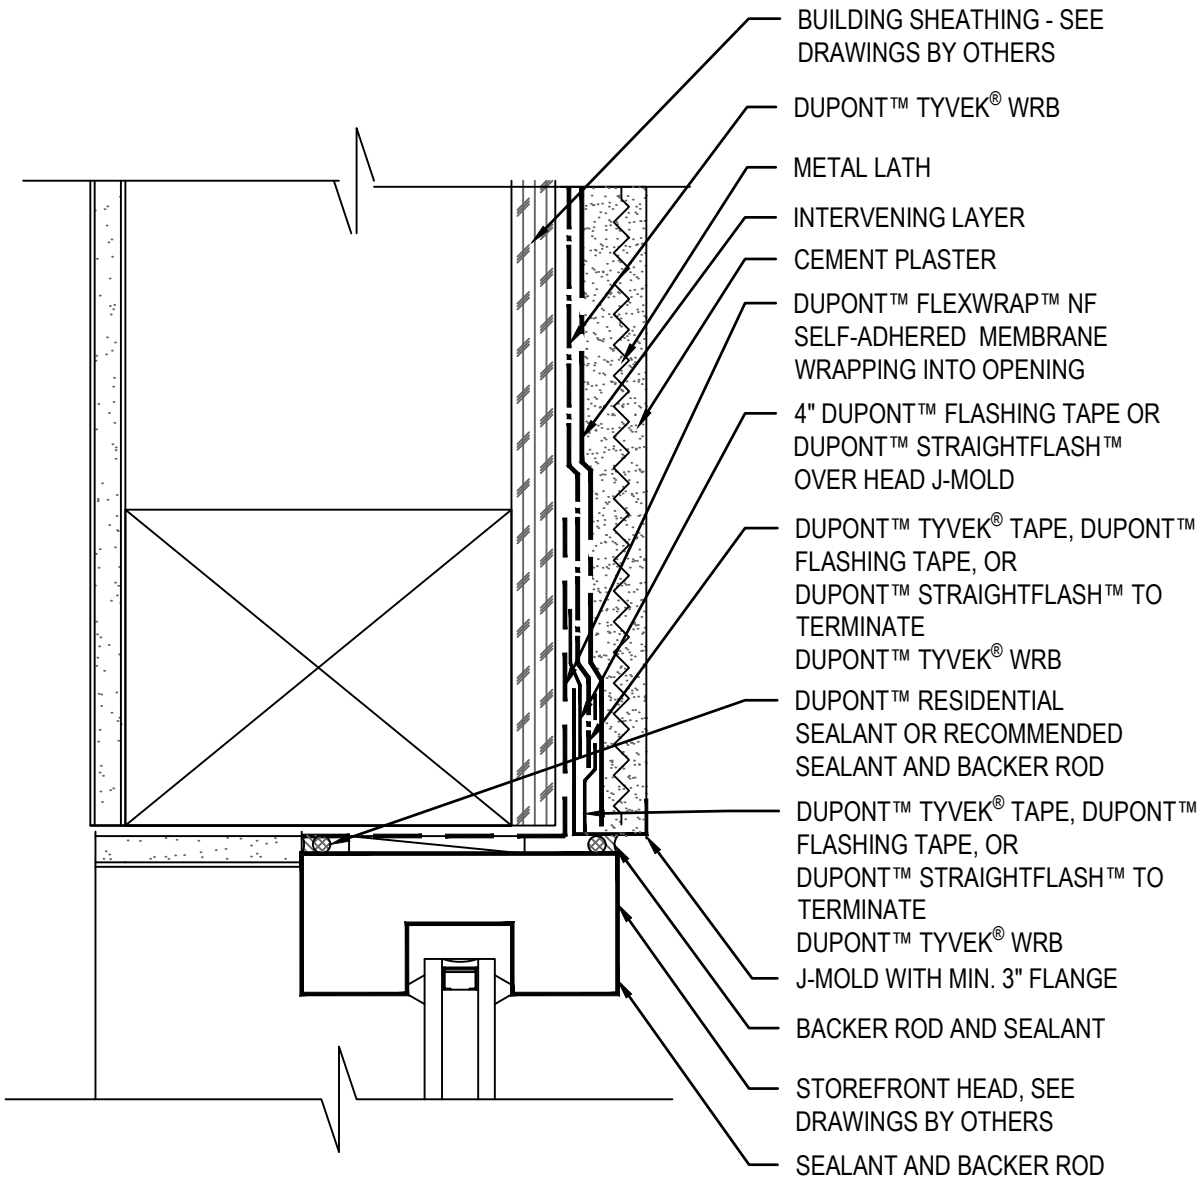 BUILDING SHEATHING - SEE
DRAWINGS BY OTHERS
DUPONT™ TYVEK® WRB
METAL LATH
INTERVENING LAYER
CEMENT PLASTER
DUPONT™ FLEXWRAP™ NF
SELF-ADHERED MEMBRANE
WRAPPING INTO OPENING
4" DUPONT™ FLASHING TAPE OR
DUPONT™ STRAIGHTFLASH™
OVER HEAD J-MOLD
DUPONT™ TYVEK® TAPE, DUPONT™
FLASHING TAPE, OR
DUPONT™ STRAIGHTFLASH™ TO
TERMINATE
DUPONT™ TYVEK® WRB
DUPONT™ RESIDENTIAL
SEALANT OR RECOMMENDED
SEALANT AND BACKER ROD
DUPONT™ TYVEK® TAPE, DUPONT™
FLASHING TAPE, OR
DUPONT™ STRAIGHTFLASH™ TO
TERMINATE
DUPONT™ TYVEK® WRB
J-MOLD WITH MIN. 3" FLANGE
BACKER ROD AND SEALANT
STOREFRONT HEAD, SEE
DRAWINGS BY OTHERS
SEALANT AND BACKER ROD